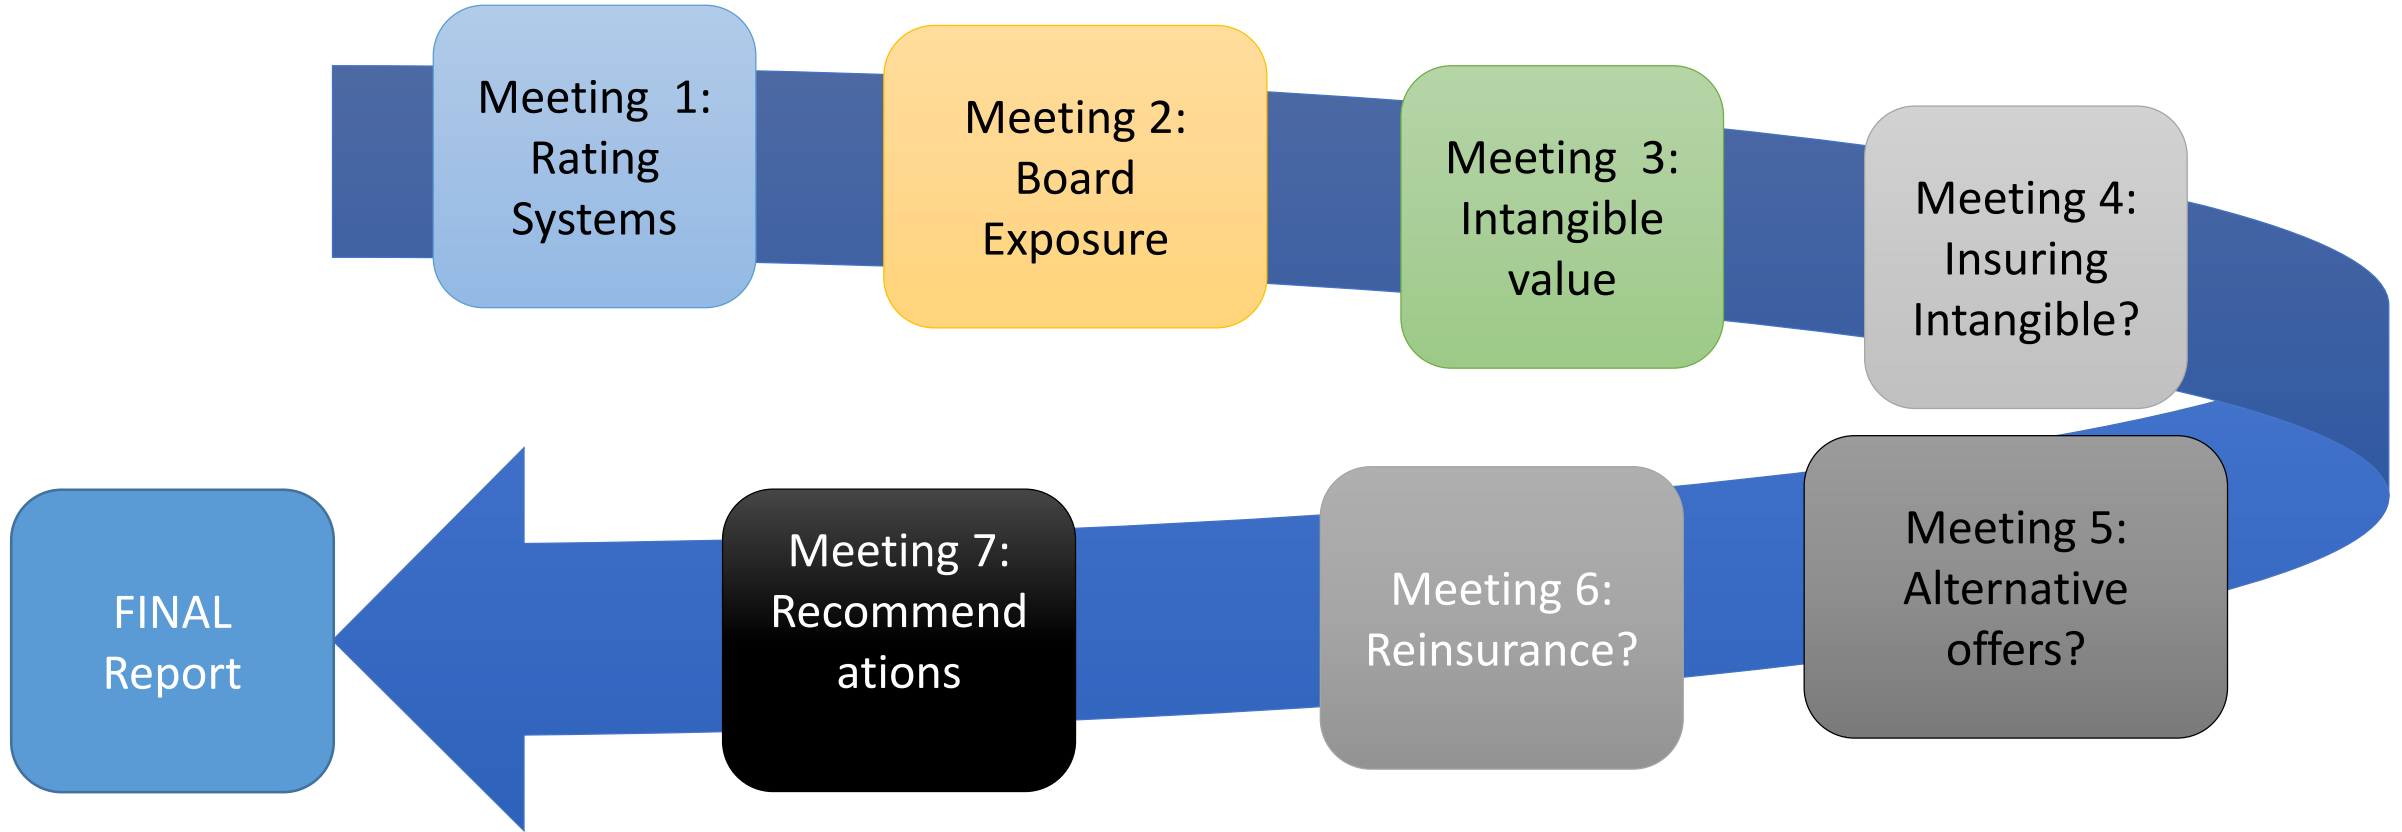 Meeting  1:
Rating
Systems
Meeting 2:
Board
Exposure
Meeting  3:
Intangible
value
Meeting 4:
Insuring
Intangible?
Meeting 5:
Alternative
offers?
Meeting 6:
Reinsurance?
Meeting 7:
Recommend
ations
FINAL
Report